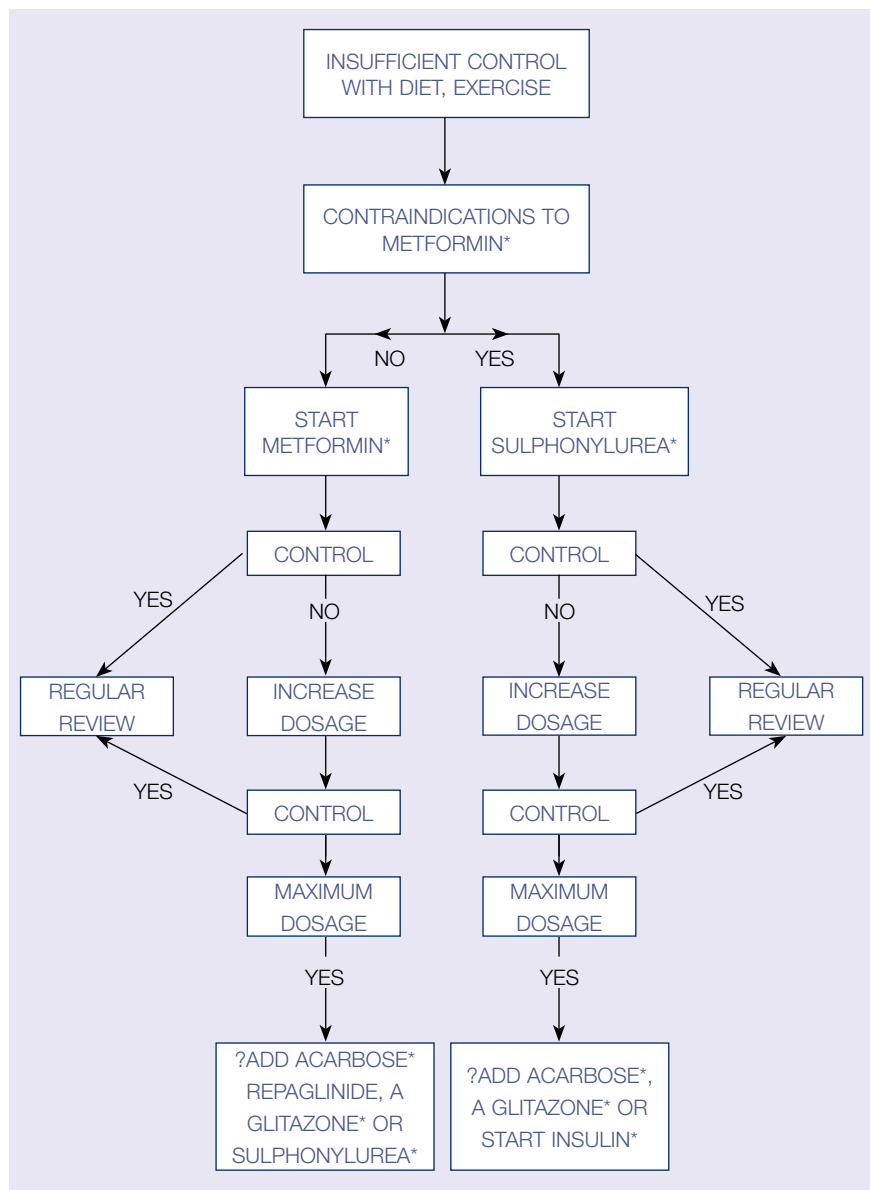 INSUFFICIENT CONTROL
WITH DIET, EXERCISE
CONTRAINDICATIONS TO
METFORMIN*
NO
YES
START
METFORMIN*
START
SULPHONYLUREA*
CONTROL
CONTROL
YES
NO
NO
YES
REGULAR
REVIEW
INCREASE
DOSAGE
INCREASE
DOSAGE
REGULAR
REVIEW
YES
CONTROL
CONTROL
YES
MAXIMUM
DOSAGE
MAXIMUM
DOSAGE
YES
YES
?ADD ACARBOSE*
REPAGLINIDE, A
GLITAZONE* OR
SULPHONYLUREA*
?ADD ACARBOSE*,
A GLITAZONE* OR
START INSULIN*